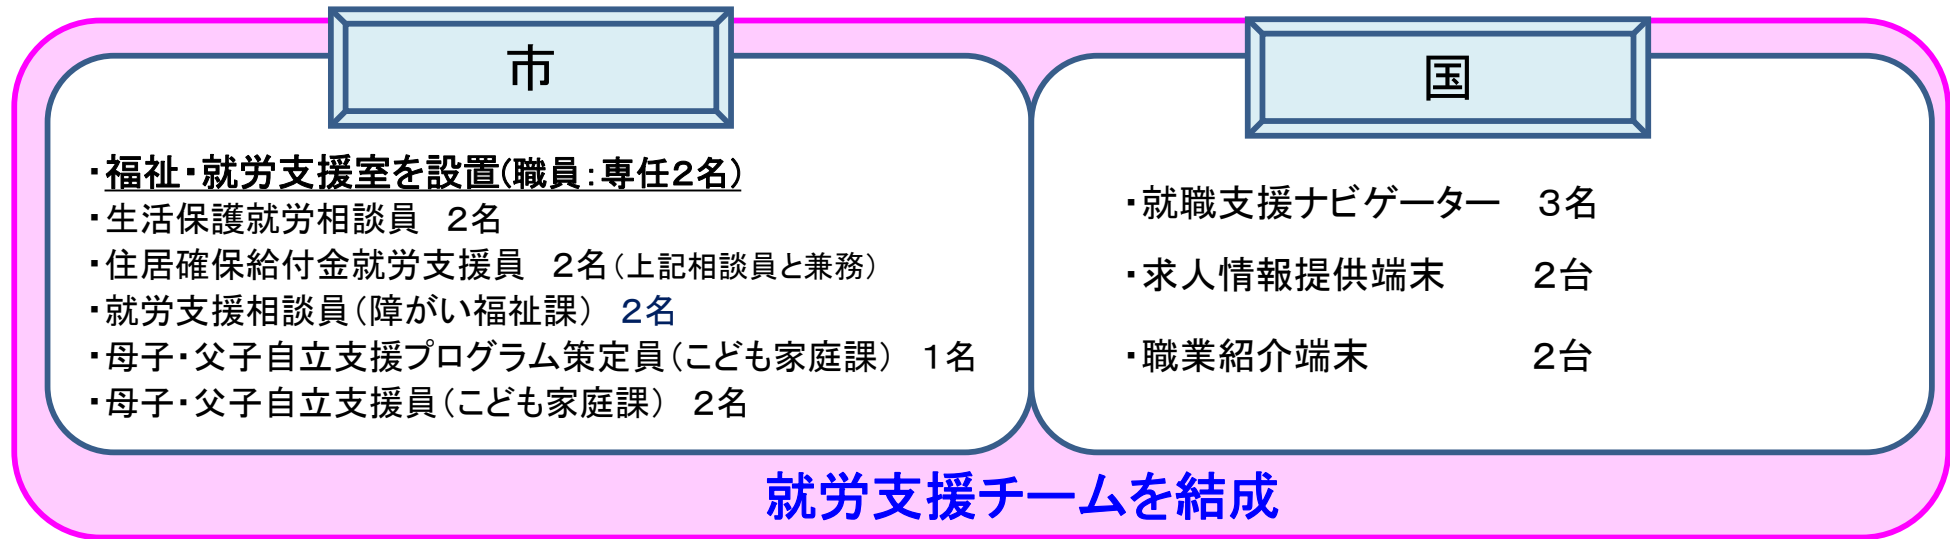 市
・福祉・就労支援室を設置(職員：専任２名)
・生活保護就労相談員　２名
・住居確保給付金就労支援員　２名（上記相談員と兼務）
・就労支援相談員（障がい福祉課）　２名
・母子・父子自立支援プログラム策定員（こども家庭課）　１名
・母子・父子自立支援員（こども家庭課）　２名
国
・就職支援ナビゲーター　３名
・求人情報提供端末　２台
・職業紹介端末　２台
就労支援チームを結成